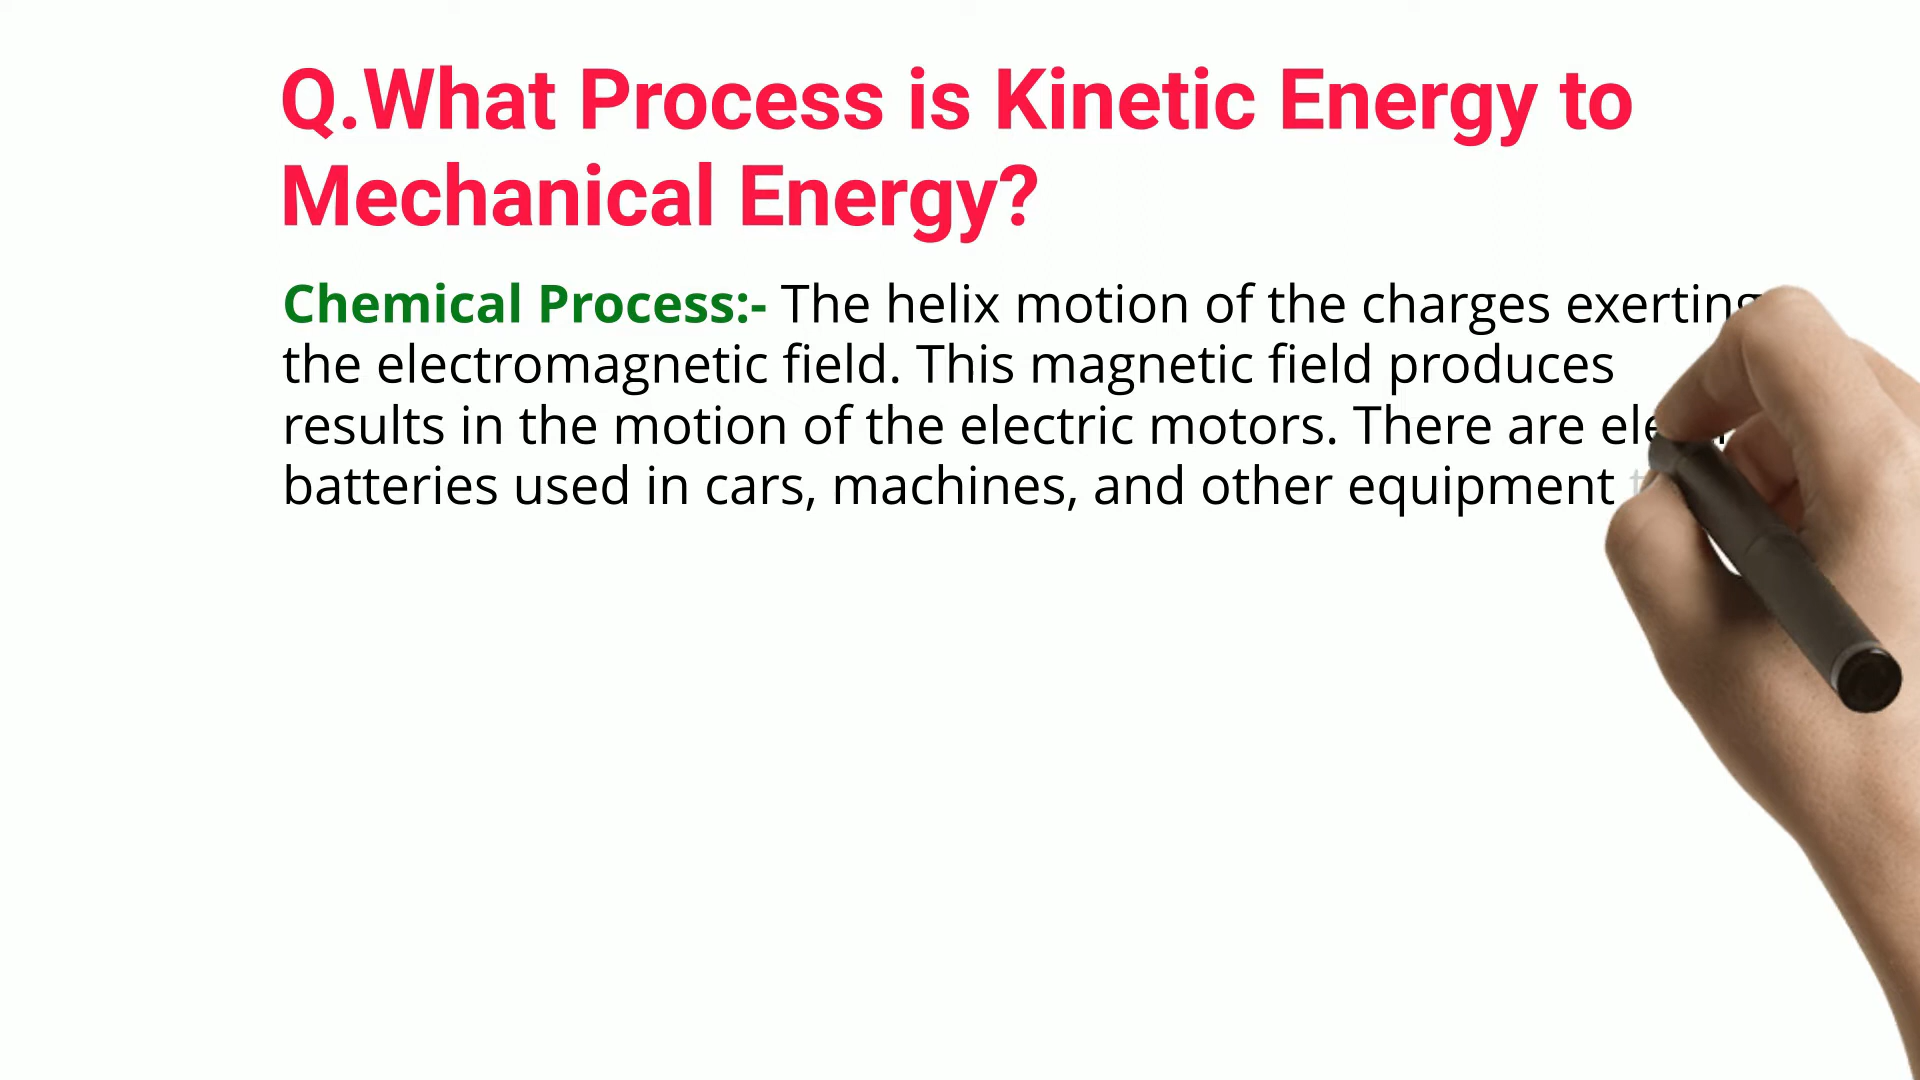 Q.What Process is Kinetic Energy to
Mechanical Energy?
Chemical Process:- The helix motion of the charges exerting
the electromagnetic field. This magnetic field produces
results in the motion of the electric motors. There are
batteries used in cars, machines, and other equipment